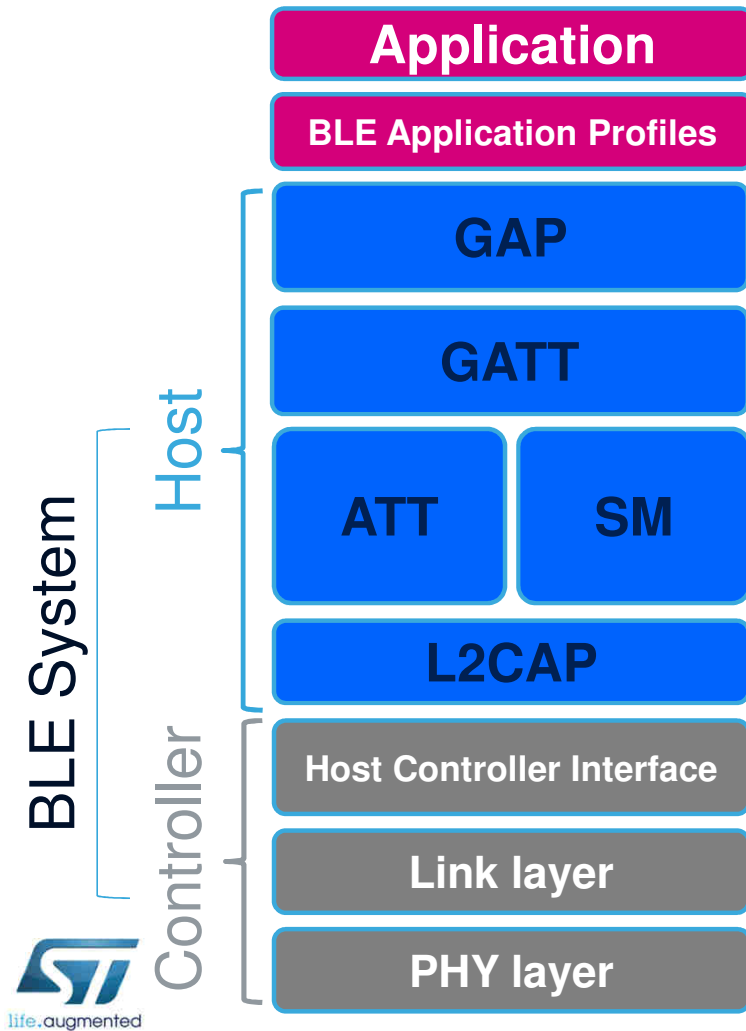 Application
BLE Application Profiles
GAP
GATT
ATT
SM
L2CAP
Host Controller Interface
Link layer
PHY layer
Host
Controller
BLE System
ST
life.augmented